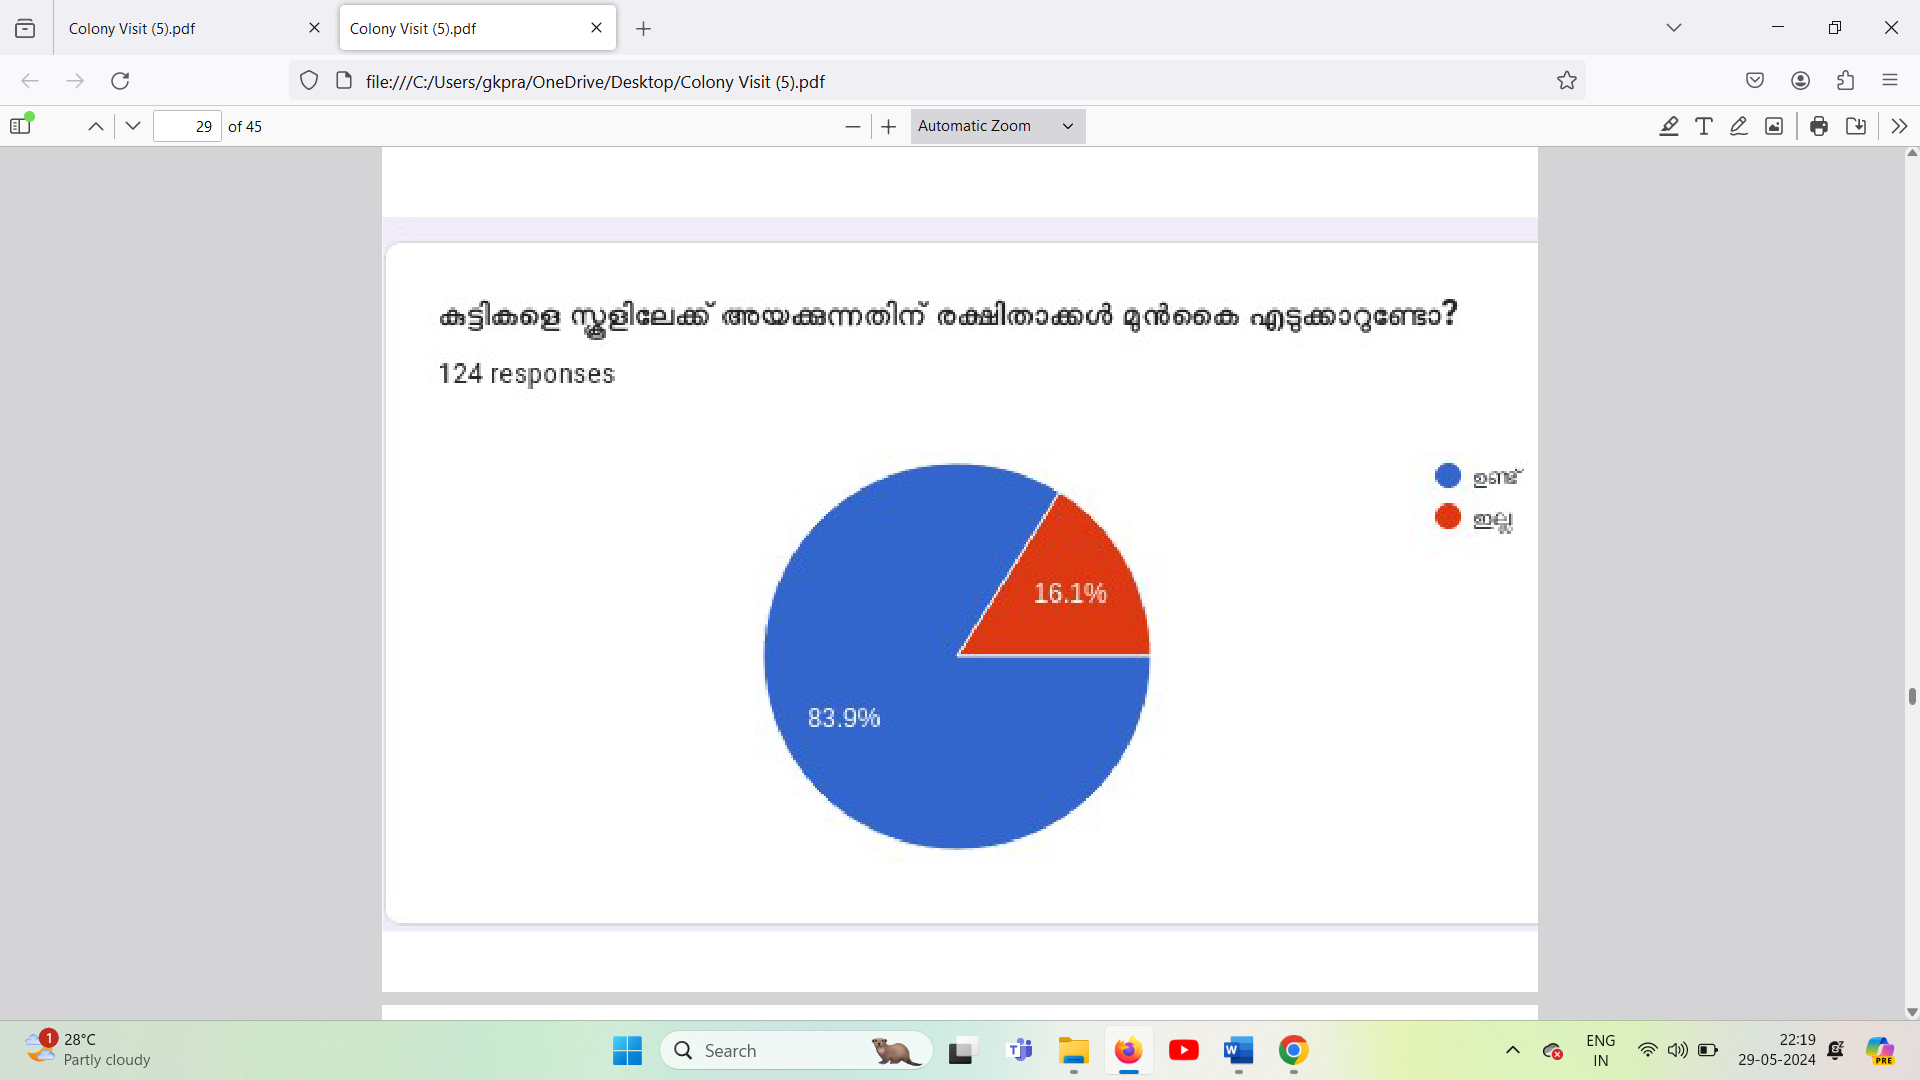 Colony Visit (5).pdf
Colony Visit (5).pdf
file:///C:/Users/gkpra/OneDrive/Desktop/Colony Visit (5).pdf
29 of 45
Automatic Zoom
കുട്ടികളെ സ്കൂളിലേക്ക് അയക്കുന്നതിന് രക്ഷിതാക്കൾ മുൻകൈ എടുക്കാറുണ്ടോ?
124 responses
ഉണ്ട്
ഇല്ല
16.1%
83.9%
1
28°C
Partly cloudy
Search
ENG
IN
22:19
29-05-2024
PRE